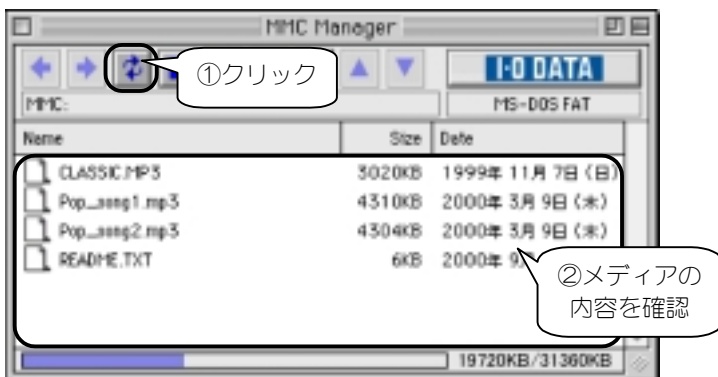 MMC Manager
①クリック
I·O DATA
MMC:
MS-DOS FAT
Name Size Date
CLASSIC.MP3 3020KB 1999年 11月 7日 (日)
Pop_song1.mp3 4310KB 2000年 3月 9日 (木)
Pop_song2.mp3 4304KB 2000年 3月 9日 (木)
README.TXT 6KB 2000年 9月
②メディアの
内容を確認
19720KB/31360KB